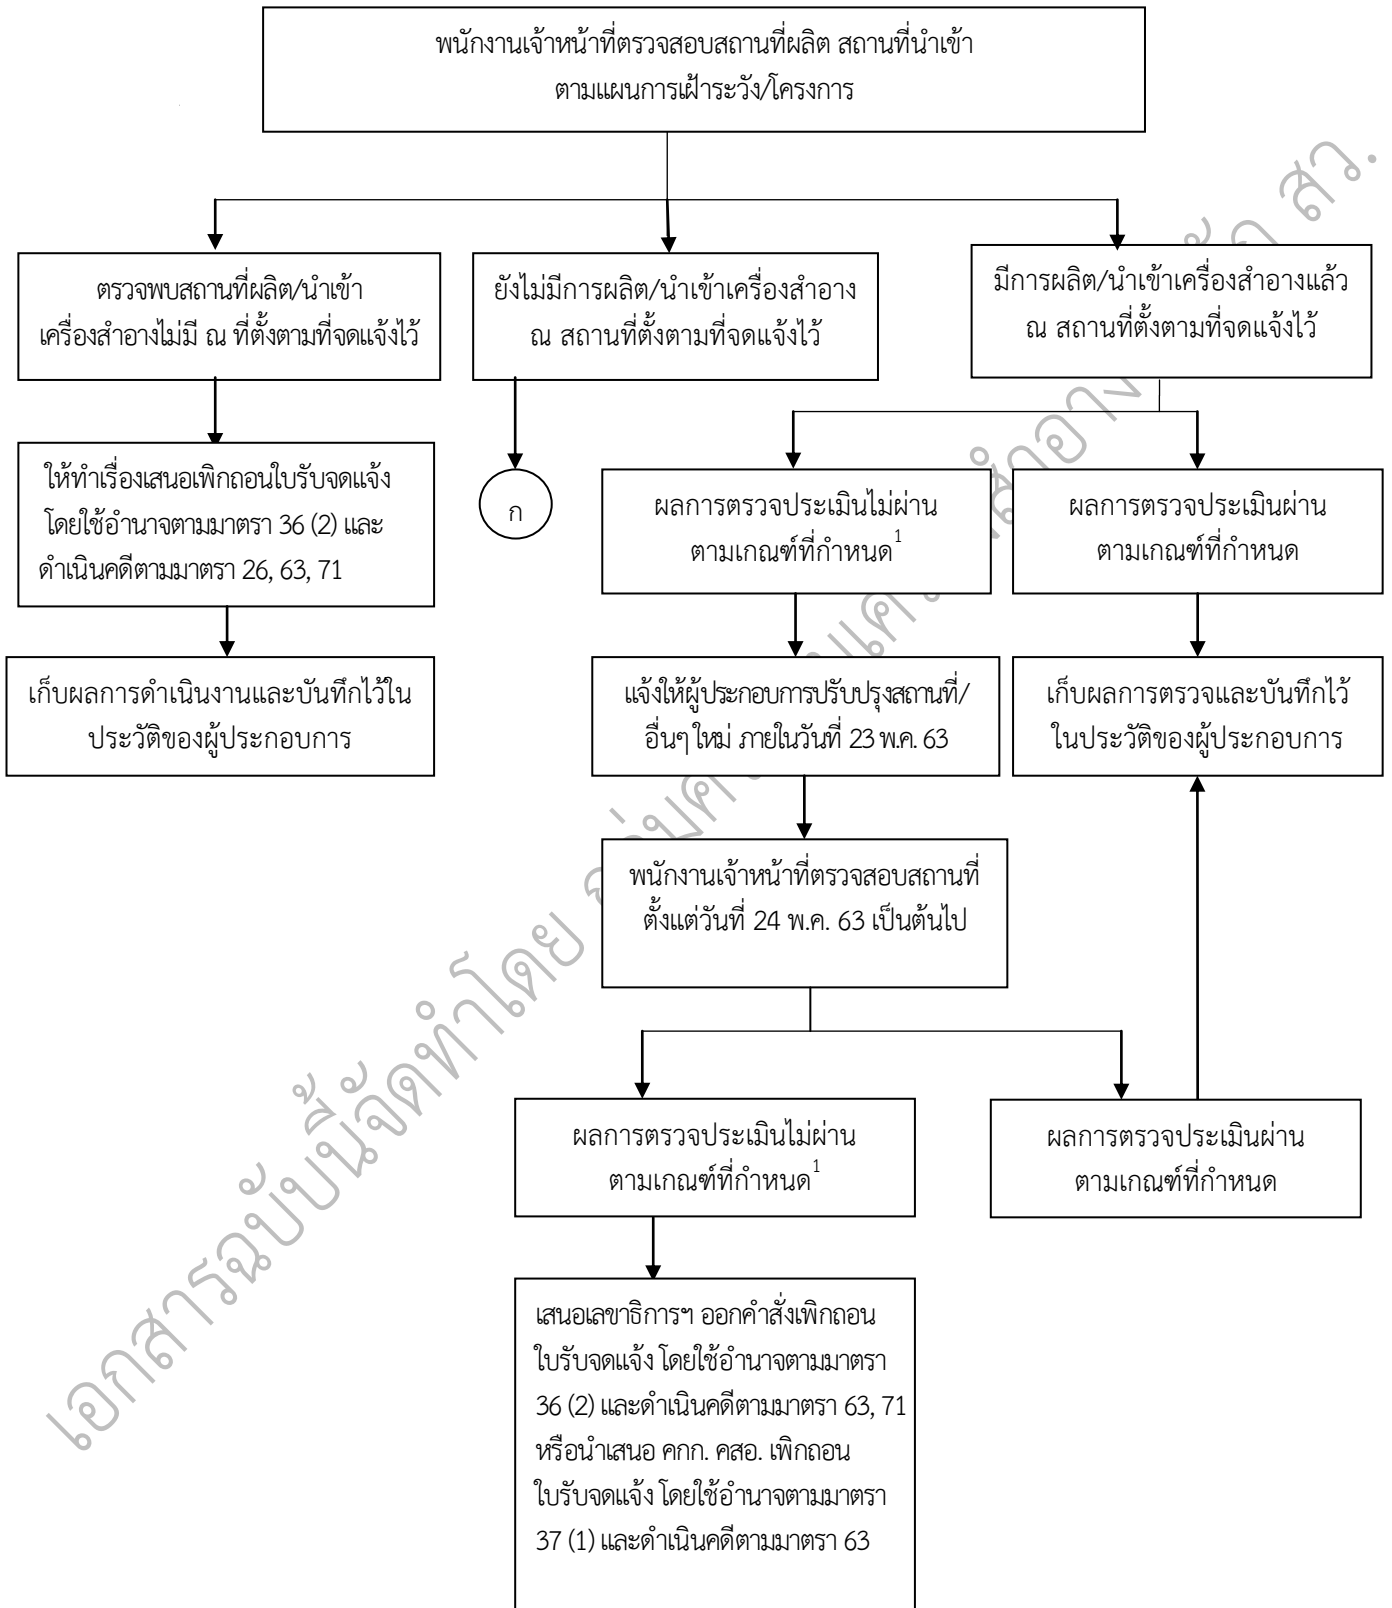 พนักงานเจ้าหน้าที่ตรวจสอบสถานที่ผลิต สถานที่นำเข้า
ตามแผนการเฝ้าระวัง/โครงการ
ตรวจพบสถานที่ผลิต/นำเข้า
เครื่องสำอางไม่มี ณ ที่ตั้งตามที่จดแจ้งไว้
ยังไม่มีการผลิต/นำเข้าเครื่องสำอาง
ณ สถานที่ตั้งตามที่จดแจ้งไว้
มีการผลิต/นำเข้าเครื่องสำอางแล้ว
ณ สถานที่ตั้งตามที่จดแจ้งไว้
ให้ทำเรื่องเสนอเพิกถอนใบรับจดแจ้ง
โดยใช้อำนาจตามมาตรา 36 (2) และ
ดำเนินคดีตามมาตรา 26, 63, 71
ก
ผลการตรวจประเมินไม่ผ่าน
ตามเกณฑ์ที่กำหนด1
ผลการตรวจประเมินผ่าน
ตามเกณฑ์ที่กำหนด
เก็บผลการดำเนินงานและบันทึกไว้ใน
ประวัติของผู้ประกอบการ
แจ้งให้ผู้ประกอบการปรับปรุงสถานที่/
อื่นๆ ใหม่ ภายในวันที่ 23 พ.ค. 63
เก็บผลการตรวจและบันทึกไว้
ในประวัติของผู้ประกอบการ
พนักงานเจ้าหน้าที่ตรวจสอบสถานที่
ตั้งแต่วันที่ 24 พ.ค. 63 เป็นต้นไป
ผลการตรวจประเมินไม่ผ่าน
ตามเกณฑ์ที่กำหนด1
ผลการตรวจประเมินผ่าน
ตามเกณฑ์ที่กำหนด
เสนอเลขาธิการฯ ออกคำสั่งเพิกถอน
ใบรับจดแจ้ง โดยใช้อำนาจตามมาตรา
36 (2) และดำเนินคดีตามมาตรา 63, 71
หรือนำเสนอ คกก. คสอ. เพิกถอน
ใบรับจดแจ้ง โดยใช้อำนาจตามมาตรา
37 (1) และดำเนินคดีตามมาตรา 63
เอกสารฉบับนี้จัดทำโดย สว.